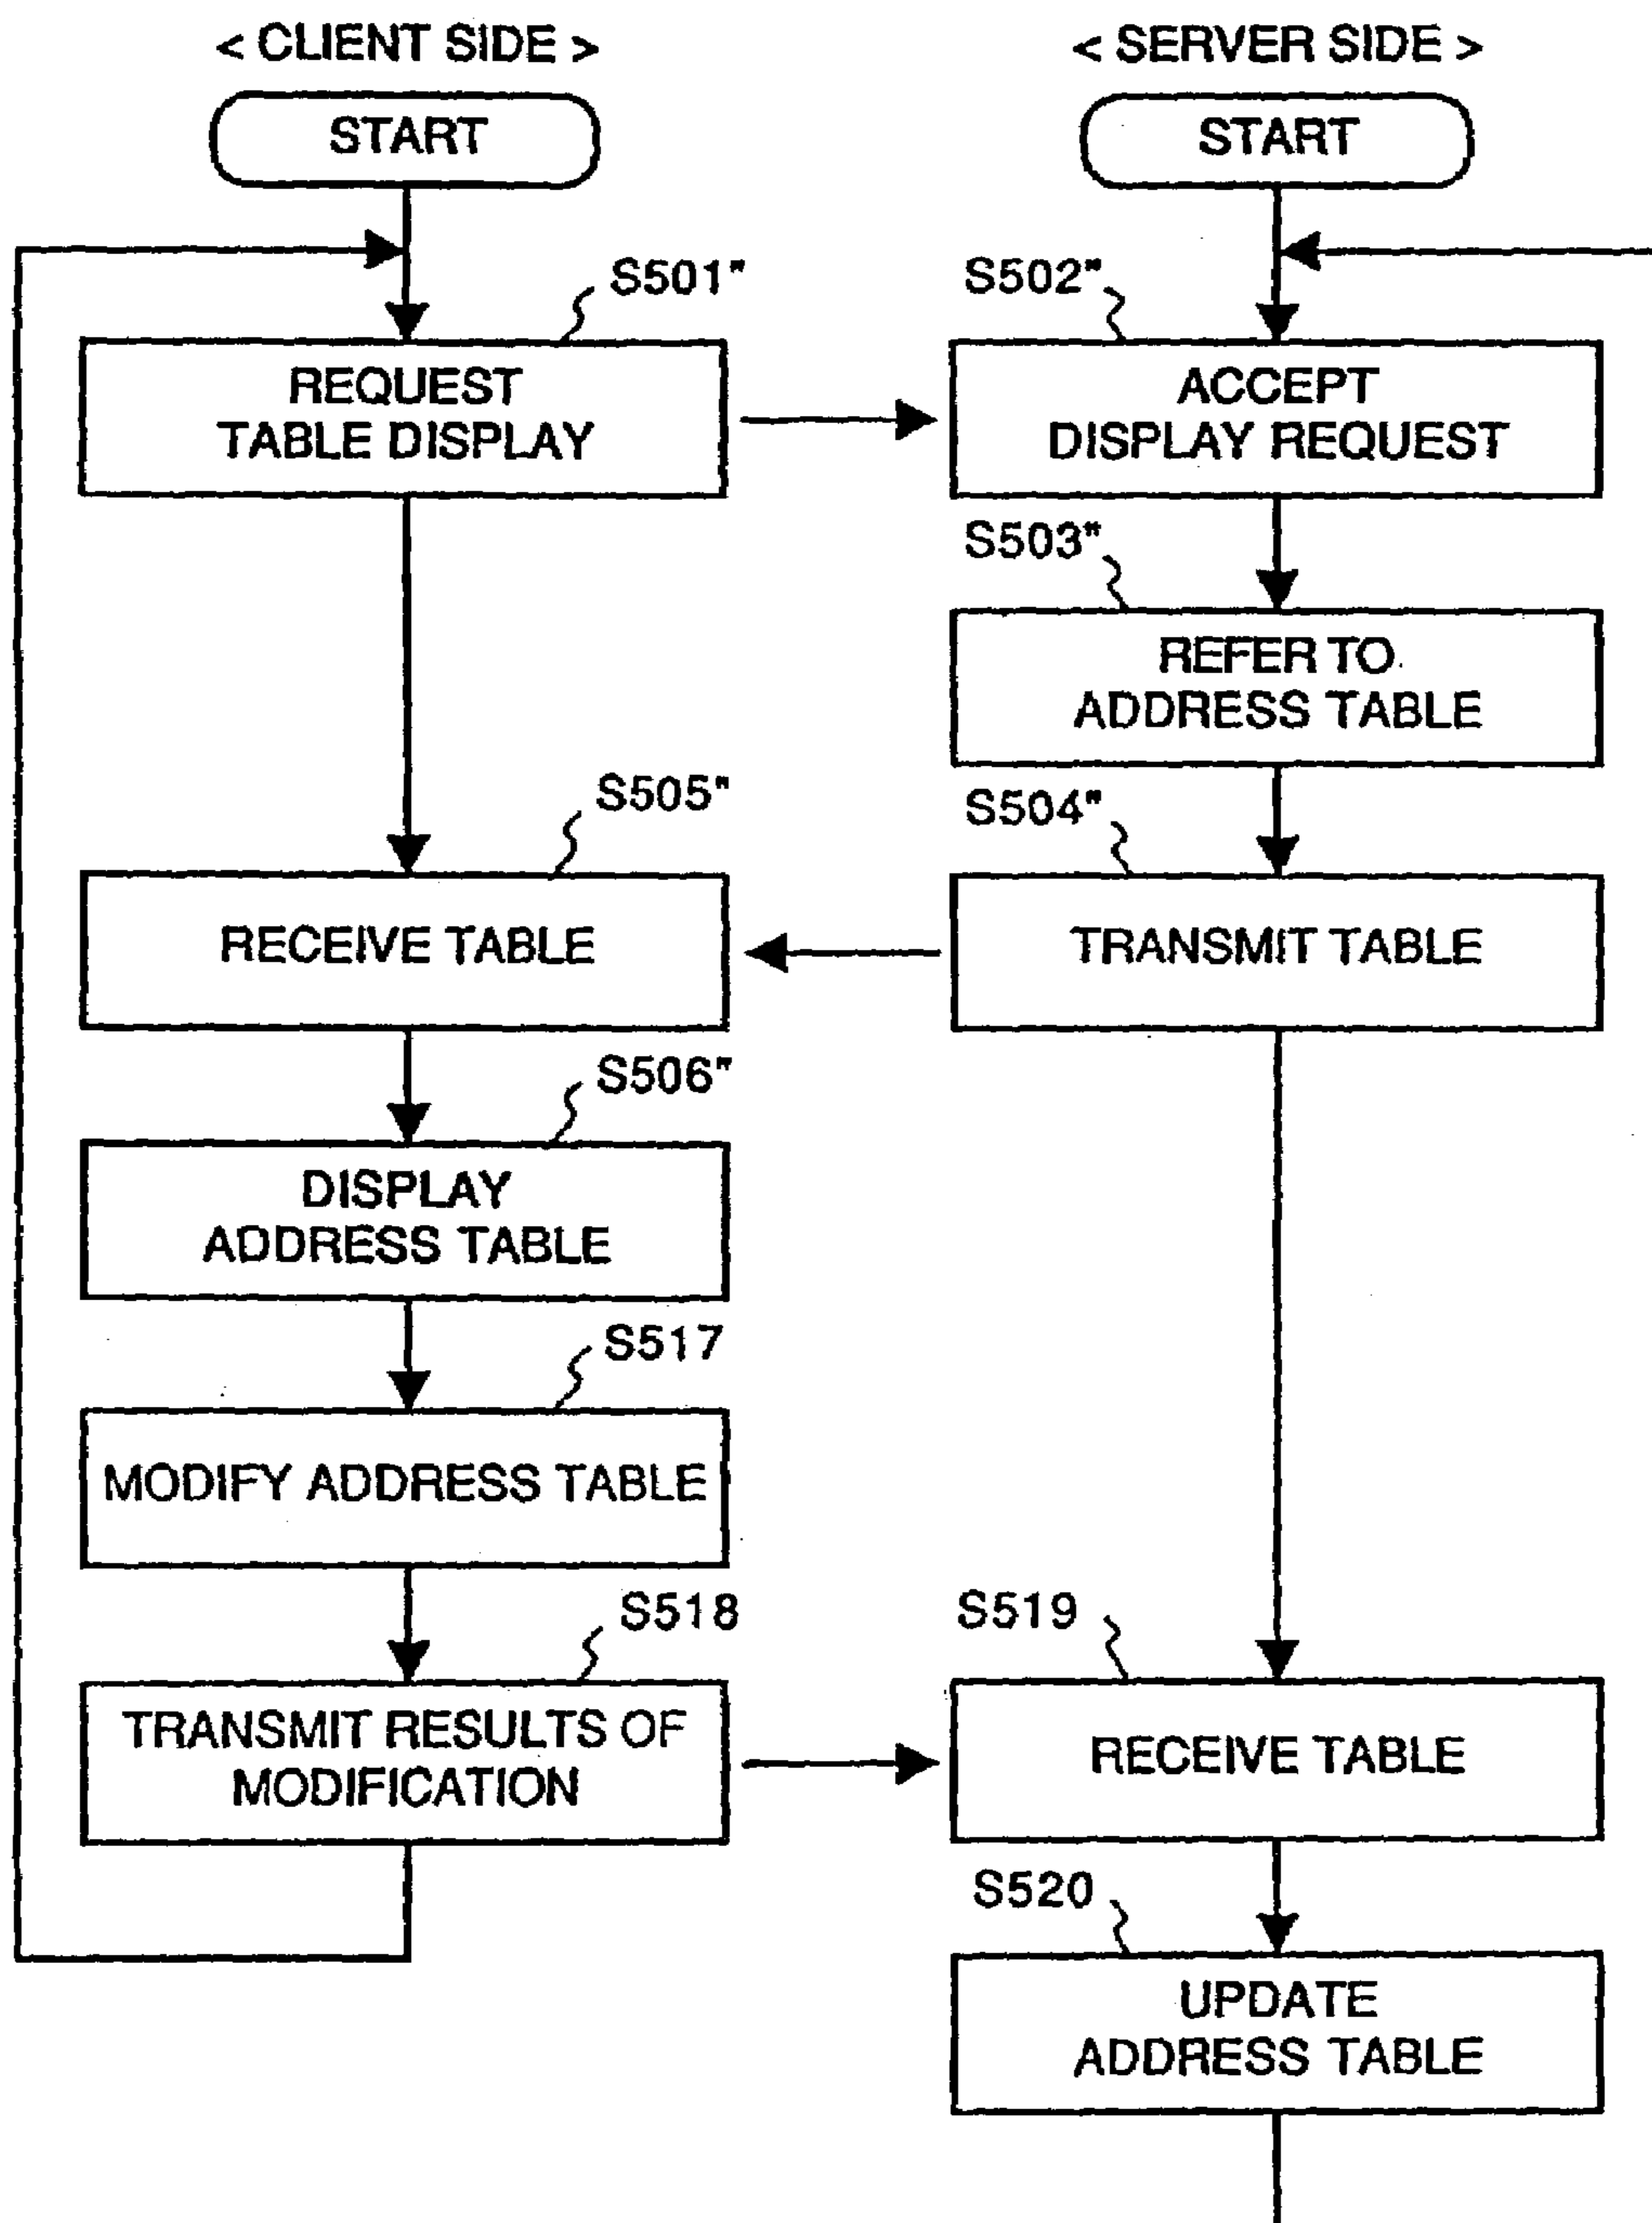 < CLIENT SIDE >
< SERVER SIDE >
START
START
S501"
S502"
REQUEST
TABLE DISPLAY
ACCEPT
DISPLAY REQUEST
S503"
REFER TO
ADDRESS TABLE
S505"
S504"
RECEIVE TABLE
TRANSMIT TABLE
S506"
DISPLAY
ADDRESS TABLE
S517
MODIFY ADDRESS TABLE
S518
S519
TRANSMIT RESULTS OF
MODIFICATION
RECEIVE TABLE
S520
UPDATE
ADDRESS TABLE